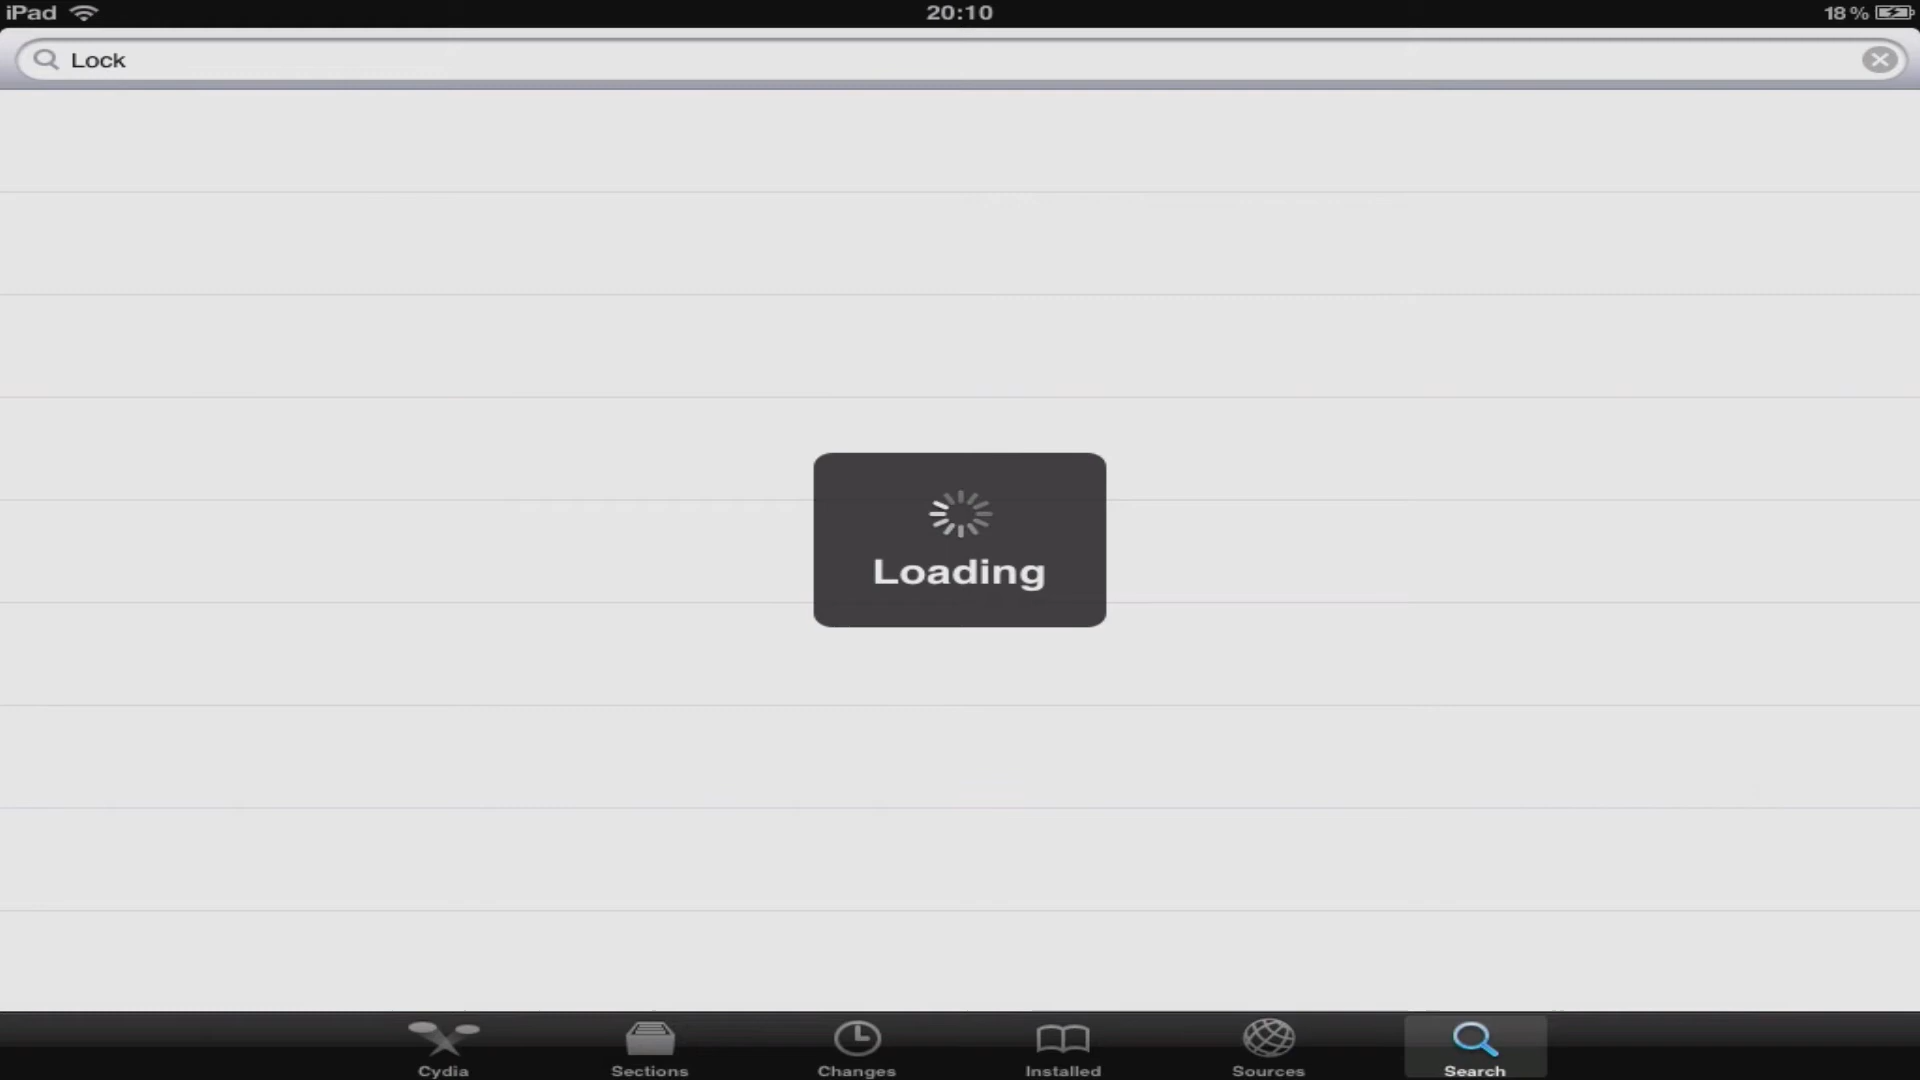 iPad 20:10 18%
Lock
Loading
Cydia Sections Changes Installed Sources Search